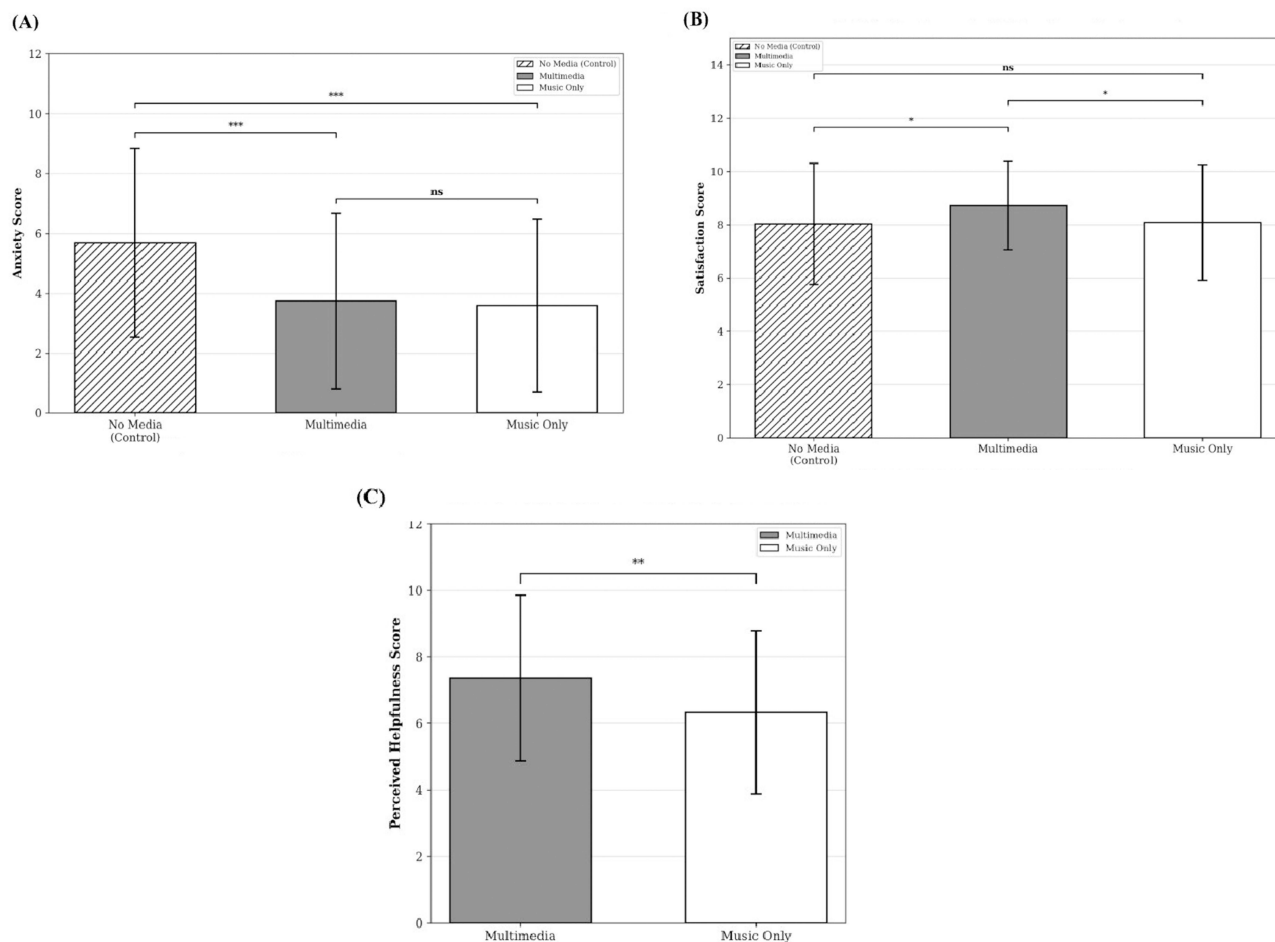 (A)
12
10
8
6
4
2
0
Anxiety Score
No Media (Control)
Multimedia
Music Only
***
***
ns
No Media
(Control)
Multimedia
Music Only
(B)
14
12
10
8
6
4
2
0
Satisfaction Score
No Media (Control)
Multimedia
Music Only
ns
*
*
No Media
(Control)
Multimedia
Music Only
(C)
12
10
8
6
4
2
0
Perceived Helpfulness Score
Multimedia
Music Only
**
Multimedia
Music Only